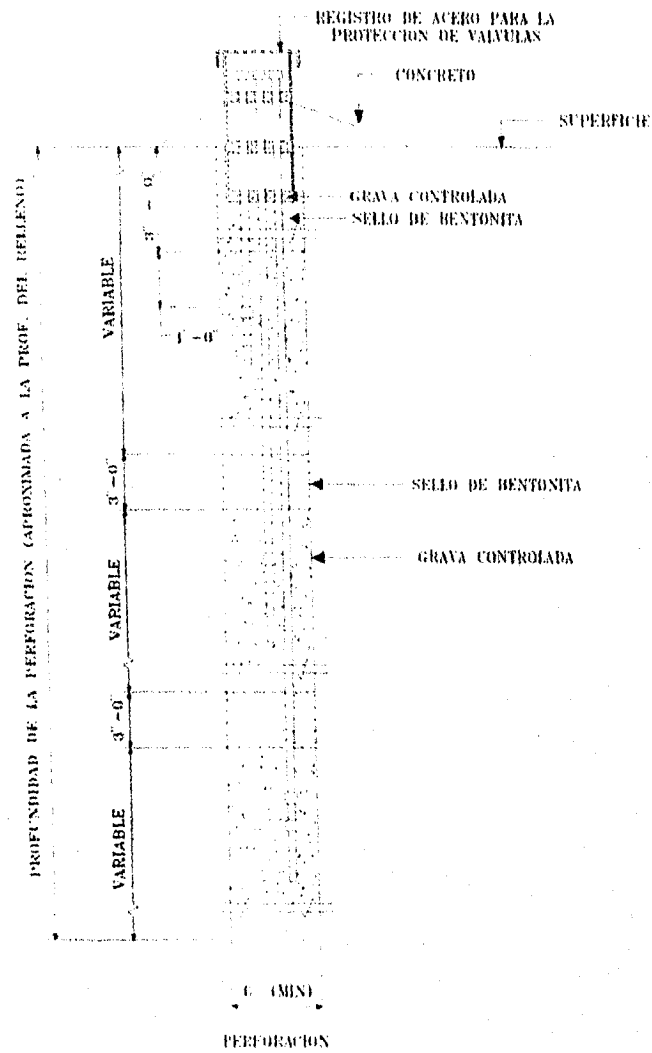 REGISTRO DE ACERO PARA LA
PROTECCION DE VALVULAS
CONCRETO
SUPERFICIE
GRAVA CONTROLADA
SELLO DE BENTONITA
3'-0"
VARIABLE
1'-0"
PROFUNDIDAD DE LA PERFORACION (APROXIMADA A LA PROF. DEL RELLENO)
3'-0"
SELLO DE BENTONITA
GRAVA CONTROLADA
VARIABLE
3'-0"
VARIABLE
(MIN)
PERFORACION